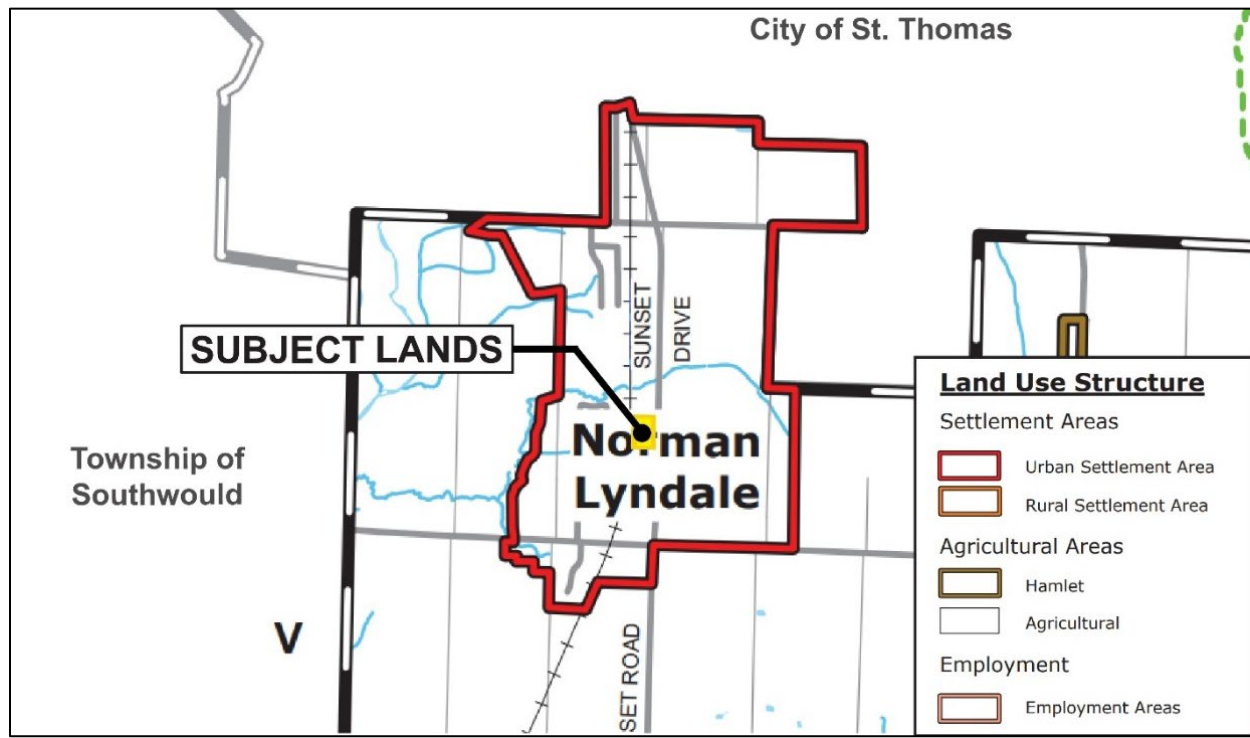 City of St. Thomas
SUNSET
DRIVE
SUBJECT LANDS
Norman
Lyndale
Township of
Southwould
V
SET ROAD
Land Use Structure
Settlement Areas
Urban Settlement Area
Rural Settlement Area
Agricultural Areas
Hamlet
Agricultural
Employment
Employment Areas